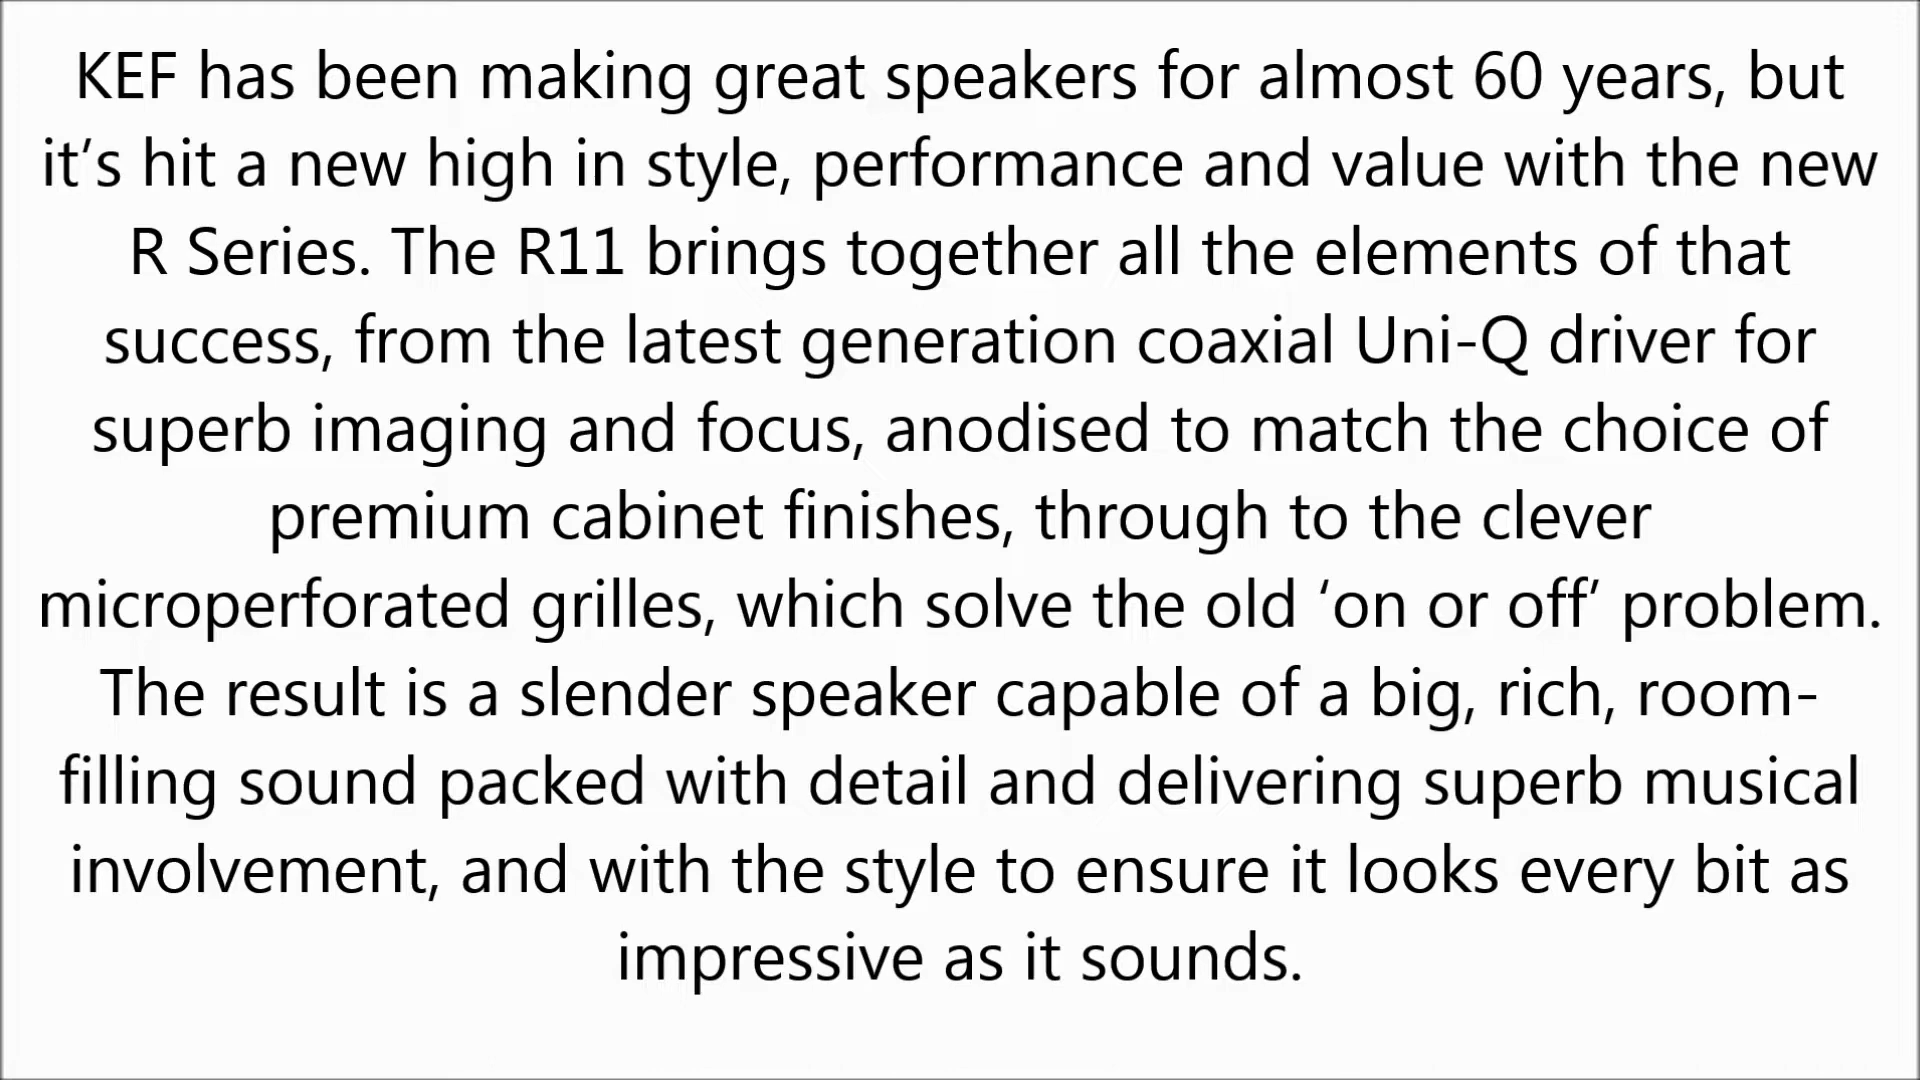 KEF has been making great speakers for almost 60 years, but
it’s hit a new high in style, performance and value with the new
R Series. The R11 brings together all the elements of that
success, from the latest generation coaxial Uni-Q driver for
superb imaging and focus, anodised to match the choice of
premium cabinet finishes, through to the clever
microperforated grilles, which solve the old ‘on or off’ problem.
The result is a slender speaker capable of a big, rich, room-
filling sound packed with detail and delivering superb musical
involvement, and with the style to ensure it looks every bit as
impressive as it sounds.